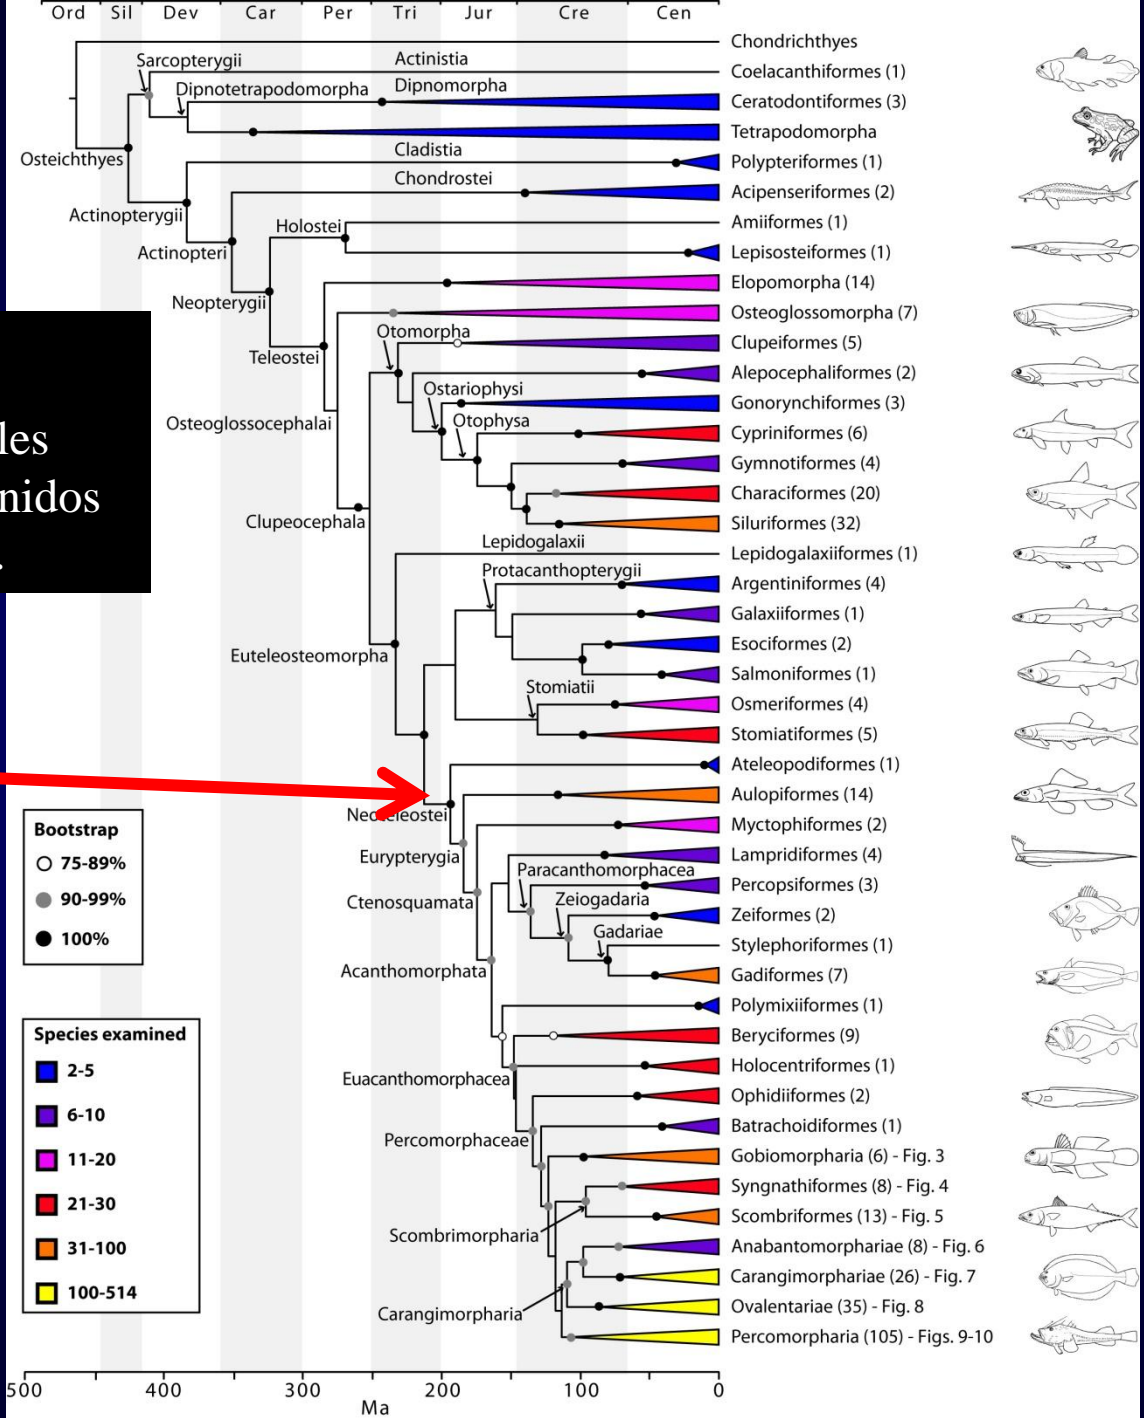 Ord Sil Dev Car Per Tri Jur Cre Cen
Chondrichthyes
Sarcopterygii
Actinistia
Coelacanthiformes (1)
Dipnotetrapodomorpha
Dipnomorpha
Ceratodontiformes (3)
Tetrapodomorpha
Osteichthyes
Cladistia
Polypteriformes (1)
Chondrostei
Acipenseriformes (2)
Actinopterygii
Holostei
Amiiformes (1)
Actinopteri
Lepisosteiformes (1)
Elopomorpha (14)
Neopterygii
Osteoglossomorpha (7)
Otomorpha
Clupeiformes (5)
Teleostei
Alepocephaliformes (2)
Ostariophysi
Gonorynchiformes (3)
Osteoglossocephalai
Otophysa
Cypriniformes (6)
les
Gymnotiformes (4)
nidos
Characiformes (20)
Clupeocephala
Siluriformes (32)
.
Lepidogalaxii
Lepidogalaxiiformes (1)
Protacanthopterygii
Argentiniformes (4)
Galaxiiformes (1)
Esociformes (2)
Euteleosteomorpha
Salmoniformes (1)
Stomiatii
Osmeriformes (4)
Stomiatiformes (5)
Ateleopodiformes (1)
Aulopiformes (14)
Neoteleostei
Myctophiformes (2)
Eurypterygia
Lampridiformes (4)
Paracanthomorphacea
Percopsiformes (3)
Ctenosquamata
Zeiogadaria
Zeiformes (2)
Gadariae
Stylephoriformes (1)
Acanthomorphata
Gadiformes (7)
Polymixiiformes (1)
Beryciformes (9)
Holocentriformes (1)
Euacanthomorphacea
Ophidiiformes (2)
Batrachoidiformes (1)
Percomorphaceae
Gobiomorpharia (6) - Fig. 3
Syngnathiformes (8) - Fig. 4
Scombriformes (13) - Fig. 5
Scombrimorpharia
Anabantomorphariae (8) - Fig. 6
Carangimorphariae (26) - Fig. 7
Ovalentariae (35) - Fig. 8
Carangimorpharia
Percomorpharia (105) - Figs. 9-10
Bootstrap
75-89%
90-99%
100%
Species examined
2-5
6-10
11-20
21-30
31-100
100-514
500 400 300 200 100 0
Ma